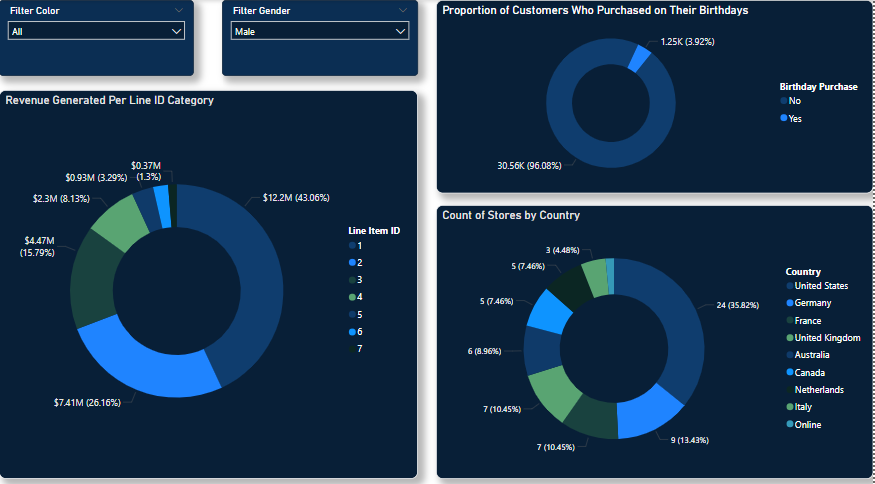 Filter Color
All
Filter Gender
Male
Proportion of Customers Who Purchased on Their Birthdays
1.25K (3.92%)
30.56K (96.08%)
Birthday Purchase
No
Yes
Revenue Generated Per Line ID Category
$0.37M
(1.3%)
$0.93M (3.29%)
$2.3M (8.13%)
$4.47M
(15.79%)
$7.41M (26.16%)
$12.2M (43.06%)
Line Item ID
1
2
3
4
5
6
7
Count of Stores by Country
3 (4.48%)
5 (7.46%)
5 (7.46%)
6 (8.96%)
7 (10.45%)
7 (10.45%)
9 (13.43%)
24 (35.82%)
Country
United States
Germany
France
United Kingdom
Australia
Canada
Netherlands
Italy
Online